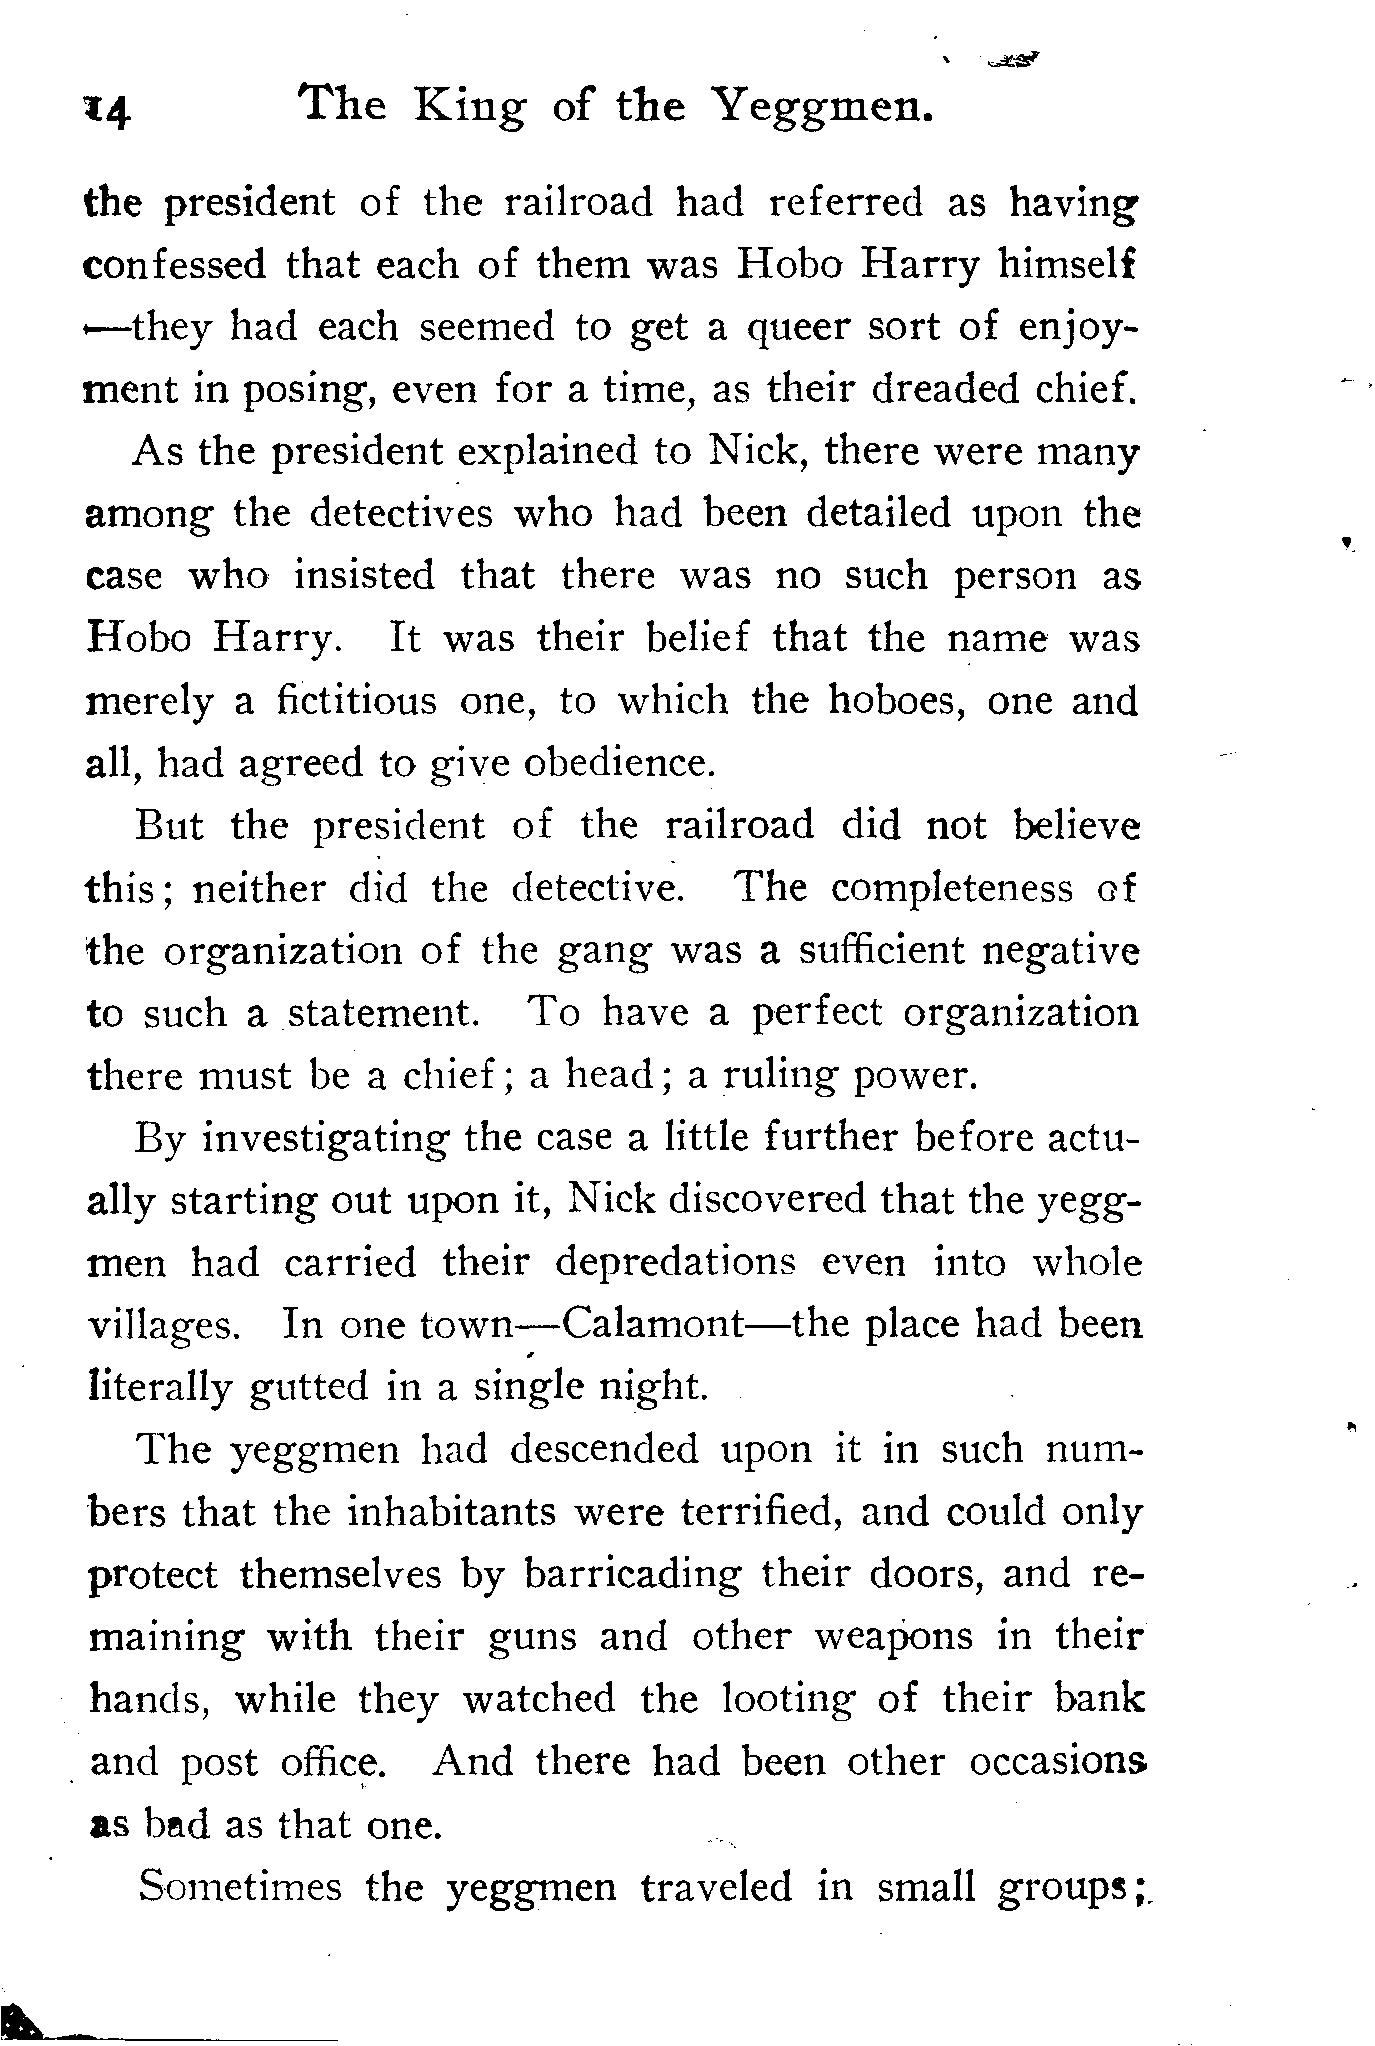 14 The King of the Yeggmen.
the president of the railroad had referred as having
confessed that each of them was Hobo Harry himself
—they had each seemed to get a queer sort of enjoy-
ment in posing, even for a time, as their dreaded chief.
As the president explained to Nick, there were many
among the detectives who had been detailed upon the
case who insisted that there was no such person as
Hobo Harry. It was their belief that the name was
merely a fictitious one, to which the hoboes, one and
all, had agreed to give obedience.
But the president of the railroad did not believe
this; neither did the detective. The completeness of
the organization of the gang was a sufficient negative
to such a statement. To have a perfect organization
there must be a chief; a head; a ruling power.
By investigating the case a little further before actu-
ally starting out upon it, Nick discovered that the yegg-
men had carried their depredations even into whole
villages. In one town—Calamont—the place had been
literally gutted in a single night.
The yeggmen had descended upon it in such num-
bers that the inhabitants were terrified, and could only
protect themselves by barricading their doors, and re-
maining with their guns and other weapons in their
hands, while they watched the looting of their bank
and post office. And there had been other occasions
as bad as that one.
Sometimes the yeggmen traveled in small groups;